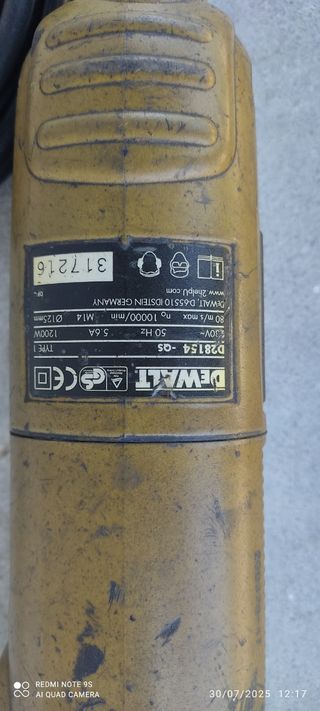 DEWALT
D28154 -QS TYPE 1
230V~ 50 Hz 5.6A 1200W
80 m/s max n₀ 10000/min M14 Ø125mm
DEWALT, D-65510 IDSTEIN GERMANY
www.2helpU.com
317216
REDMI NOTE 9S
AI QUAD CAMERA
30/07/2025 12:17